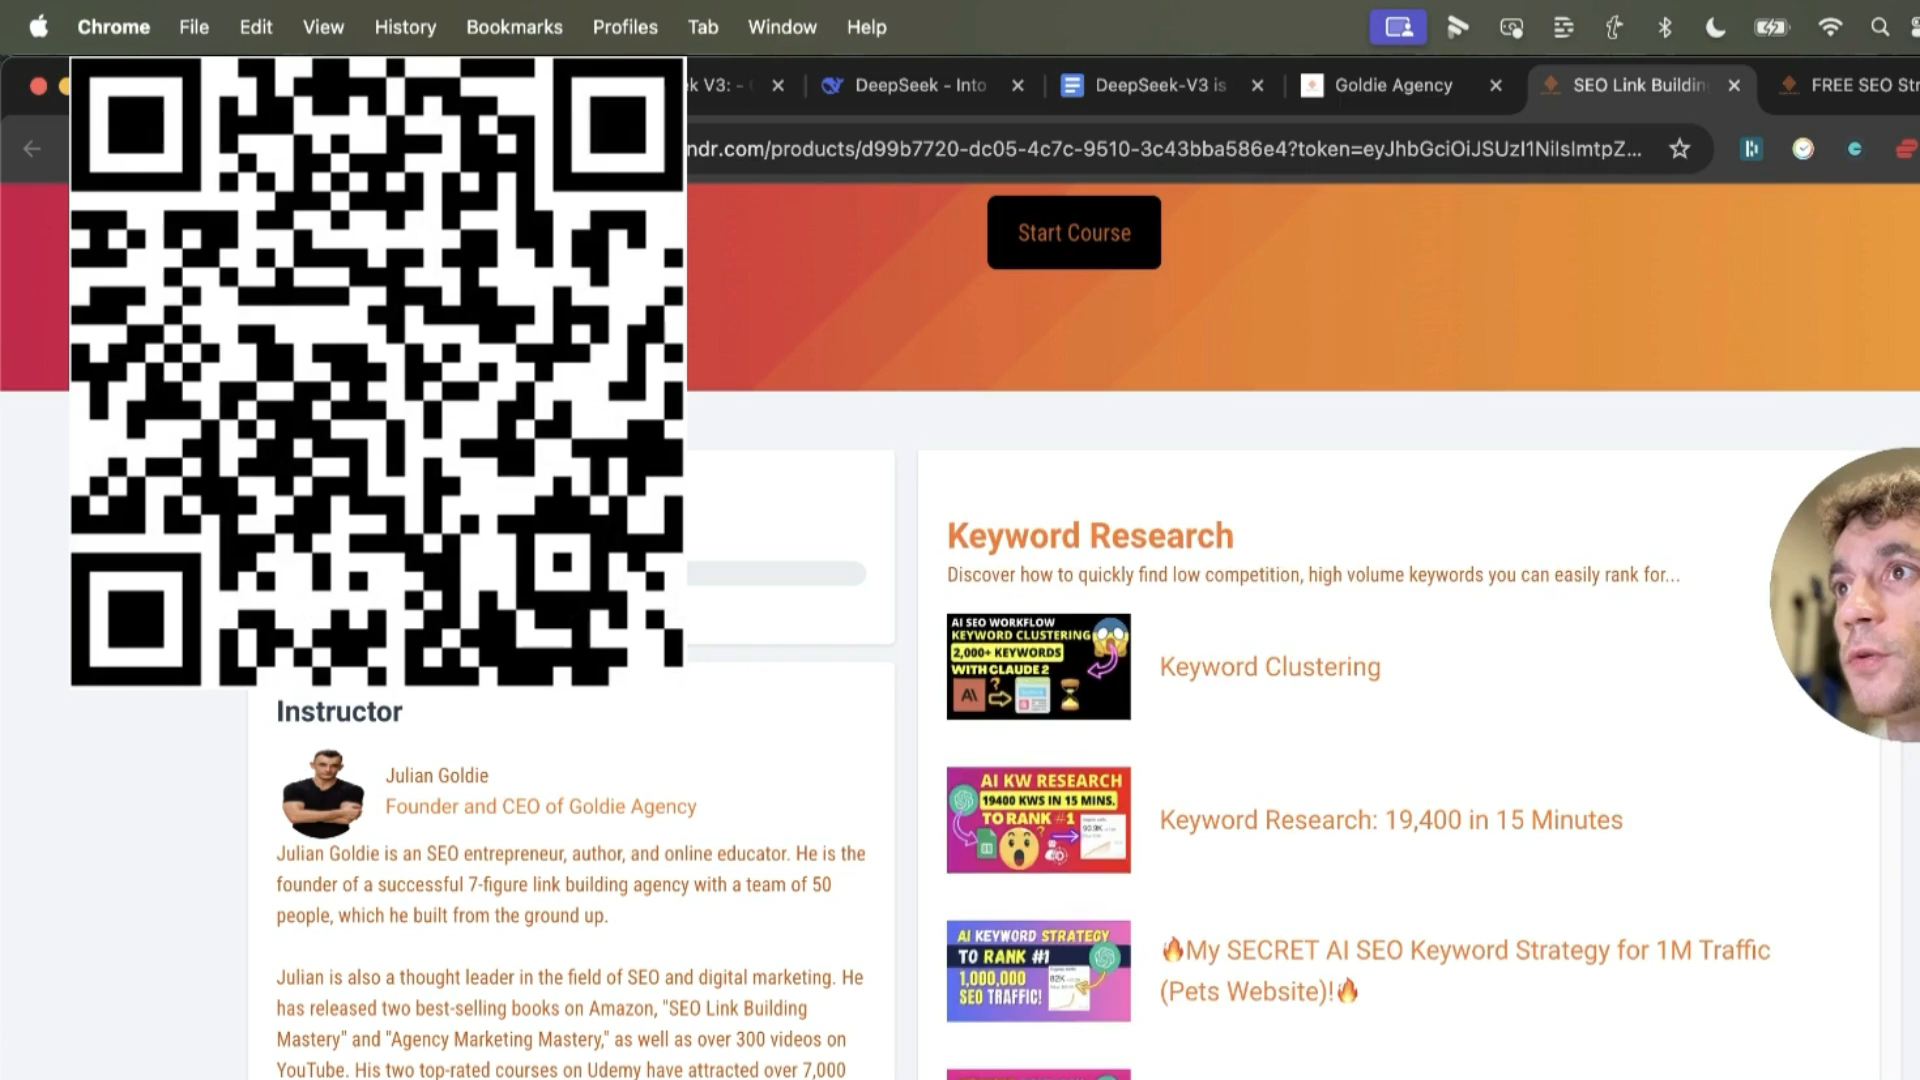 Chrome File Edit View History Bookmarks Profiles Tab Window Help
k V3: - DeepSeek - Into DeepSeek-V3 is Goldie Agency SEO Link Buildin FREE SEO Str
ndr.com/products/d99b7720-dc05-4c7c-9510-3c43bba586e4?token=eyJhbGciOiJSUzI1NiIsImtpZ...
Start Course
Keyword Research
Discover how to quickly find low competition, high volume keywords you can easily rank for...
AI SEO WORKFLOW
KEYWORD CLUSTERING
2,000+ KEYWORDS
WITH CLAUDE 2
Keyword Clustering
AI KW RESEARCH
19400 KWS IN 15 MINS.
TO RANK #1
Keyword Research: 19,400 in 15 Minutes
AI KEYWORD STRATEGY
TO RANK #1
1,000,000
SEO TRAFFIC!
🔥My SECRET AI SEO Keyword Strategy for 1M Traffic
(Pets Website)!🔥
Instructor
Julian Goldie
Founder and CEO of Goldie Agency
Julian Goldie is an SEO entrepreneur, author, and online educator. He is the
founder of a successful 7-figure link building agency with a team of 50
people, which he built from the ground up.
Julian is also a thought leader in the field of SEO and digital marketing. He
has released two best-selling books on Amazon, "SEO Link Building
Mastery" and "Agency Marketing Mastery," as well as over 300 videos on
YouTube. His two top-rated courses on Udemy have attracted over 7,000